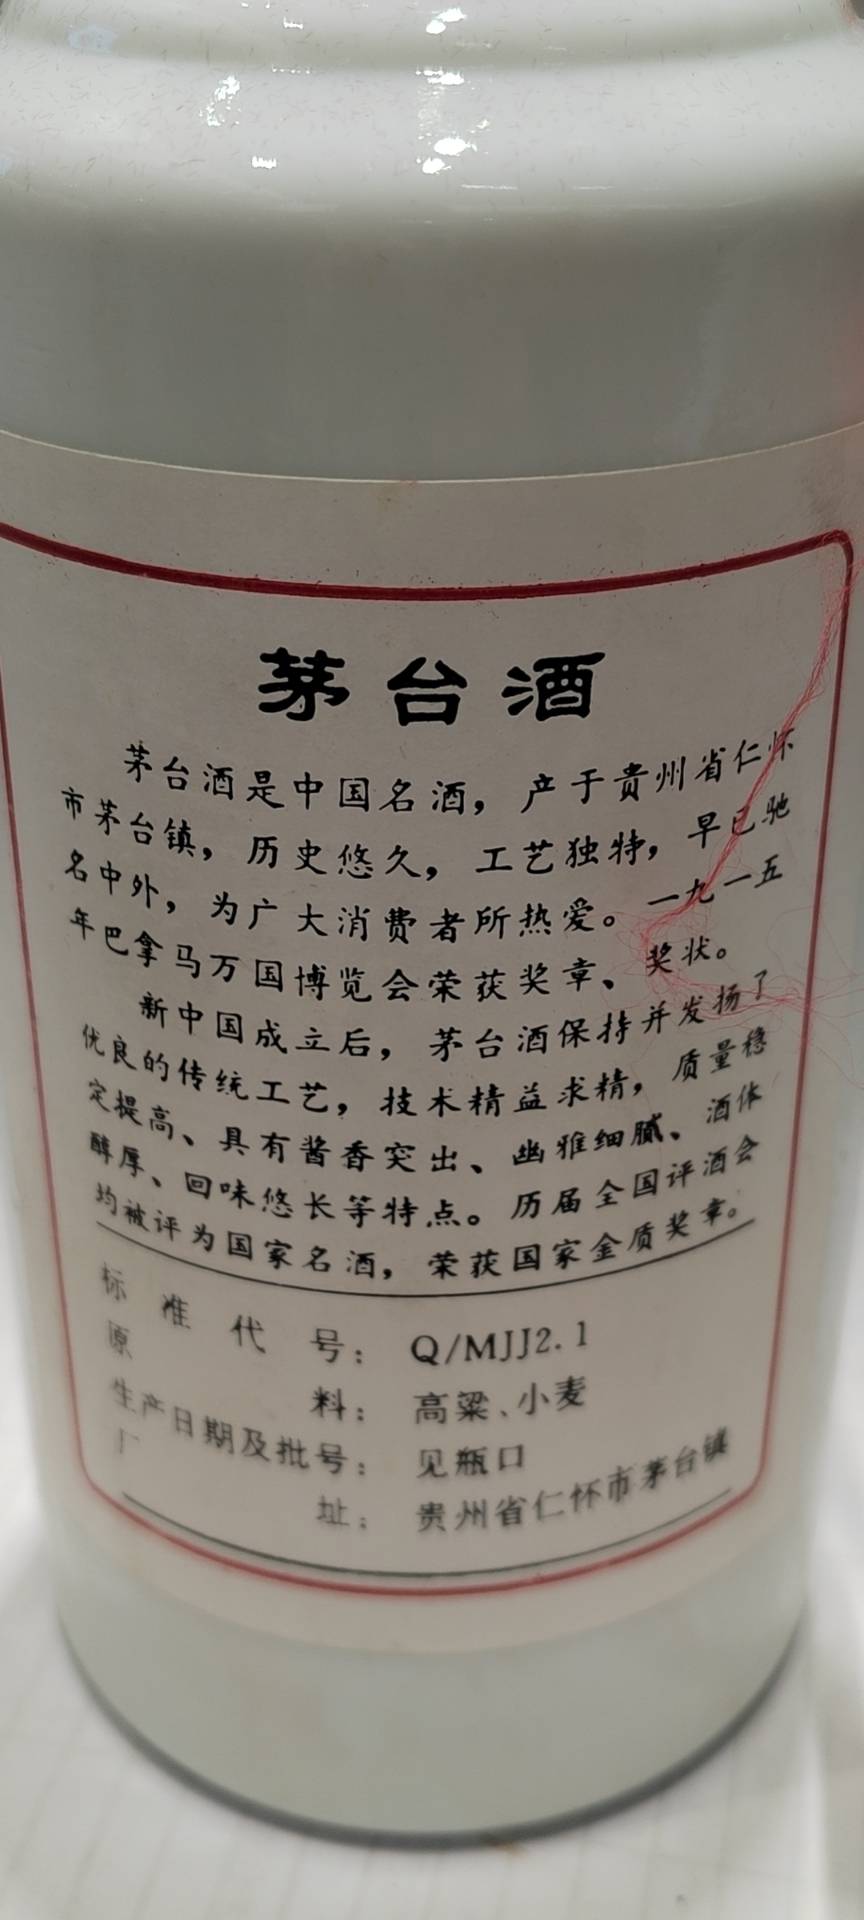 茅台酒
茅台酒是中国名酒，产于贵州省仁怀
市茅台镇，历史悠久，工艺独特，早已驰
名中外，为广大消费者所热爱。一九一五
年巴拿马万国博览会荣获奖章、奖状。
新中国成立后，茅台酒保持并发扬了
优良的传统工艺，技术精益求精，质量稳
定提高、具有酱香突出、幽雅细腻、酒体
醇厚、回味悠长等特点。历届全国评酒会
均被评为国家名酒，荣获国家金质奖章。
标准代号：Q/MJJ2.1
原料：高粱、小麦
生产日期及批号：见瓶口
厂址：贵州省仁怀市茅台镇